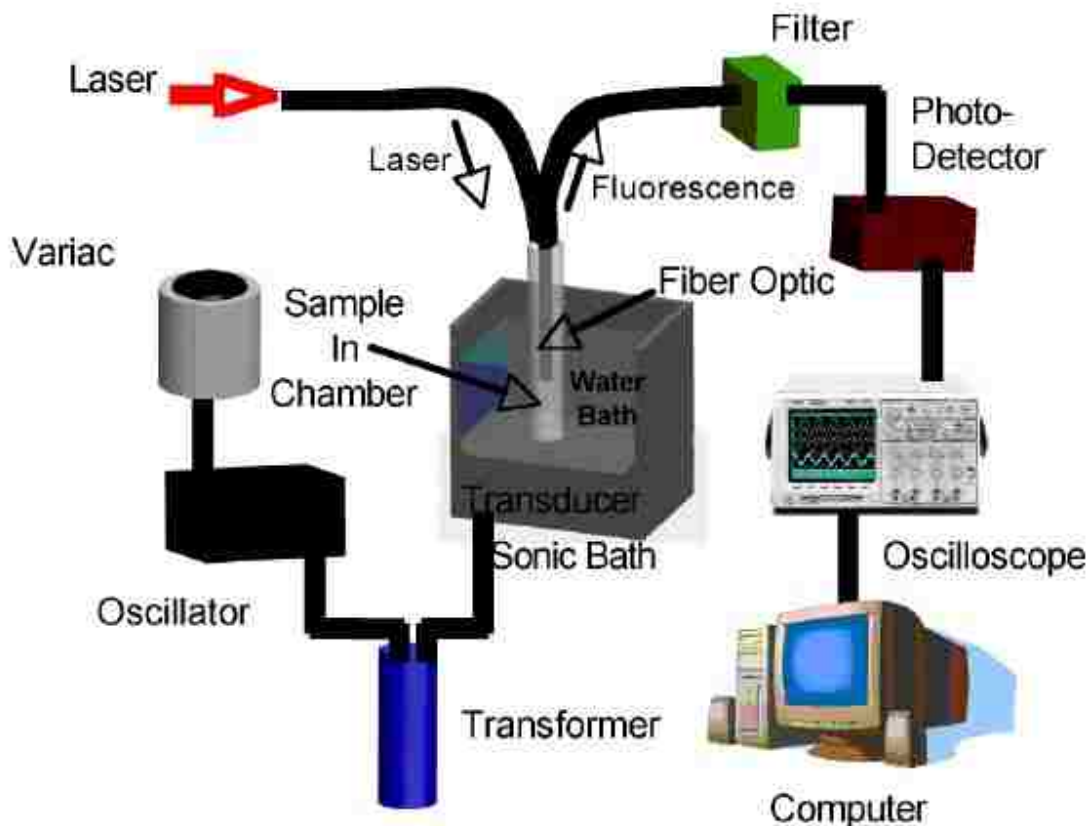 Filter
Laser
Photo-
Detector
Laser
Fluorescence
Variac
Fiber Optic
Sample
In
Chamber
Water
Bath
Transducer
Sonic Bath
Oscilloscope
Oscillator
Transformer
Computer